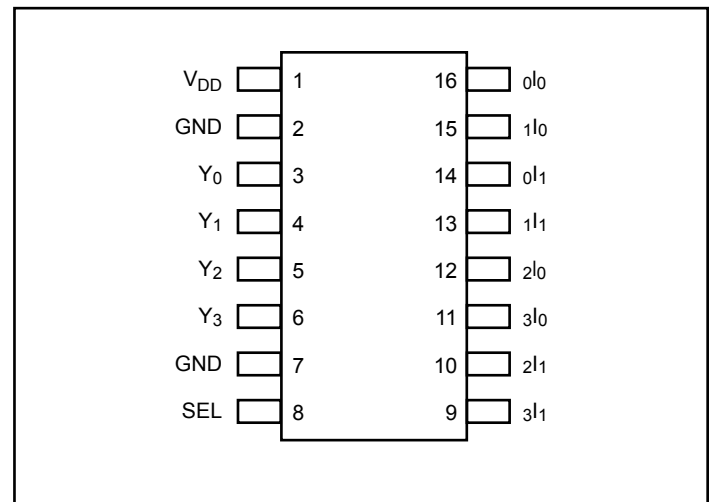 V_DD 1 16 ₀I₀
GND 2 15 ₁I₀
Y₀ 3 14 ₀I₁
Y₁ 4 13 ₁I₁
Y₂ 5 12 ₂I₀
Y₃ 6 11 ₃I₀
GND 7 10 ₂I₁
SEL 8 9 ₃I₁